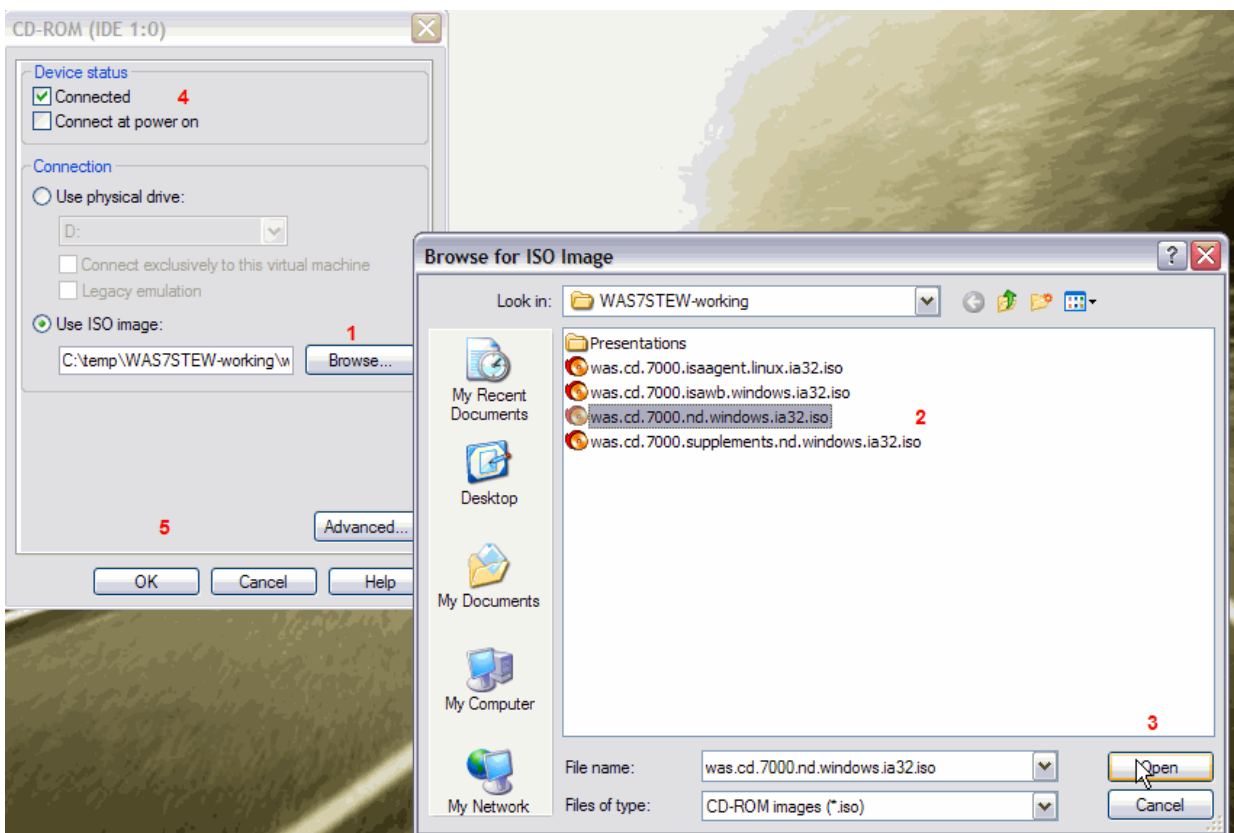 CD-ROM (IDE 1:0)
Device status
Connected 4
Connect at power on
Connection
Use physical drive:
D:
Connect exclusively to this virtual machine
Legacy emulation
Use ISO image:
1
C:\temp\WAS7STEW-working\w Browse...
5
Advanced...
OK Cancel Help
Browse for ISO Image
Look in: WAS7STEW-working
My Recent
Documents
Desktop
My Documents
My Computer
My Network
Presentations
was.cd.7000.isaagent.linux.ia32.iso
was.cd.7000.isawb.windows.ia32.iso
was.cd.7000.nd.windows.ia32.iso 2
was.cd.7000.supplements.nd.windows.ia32.iso
3
File name: was.cd.7000.nd.windows.ia32.iso Open
Files of type: CD-ROM images (*.iso) Cancel